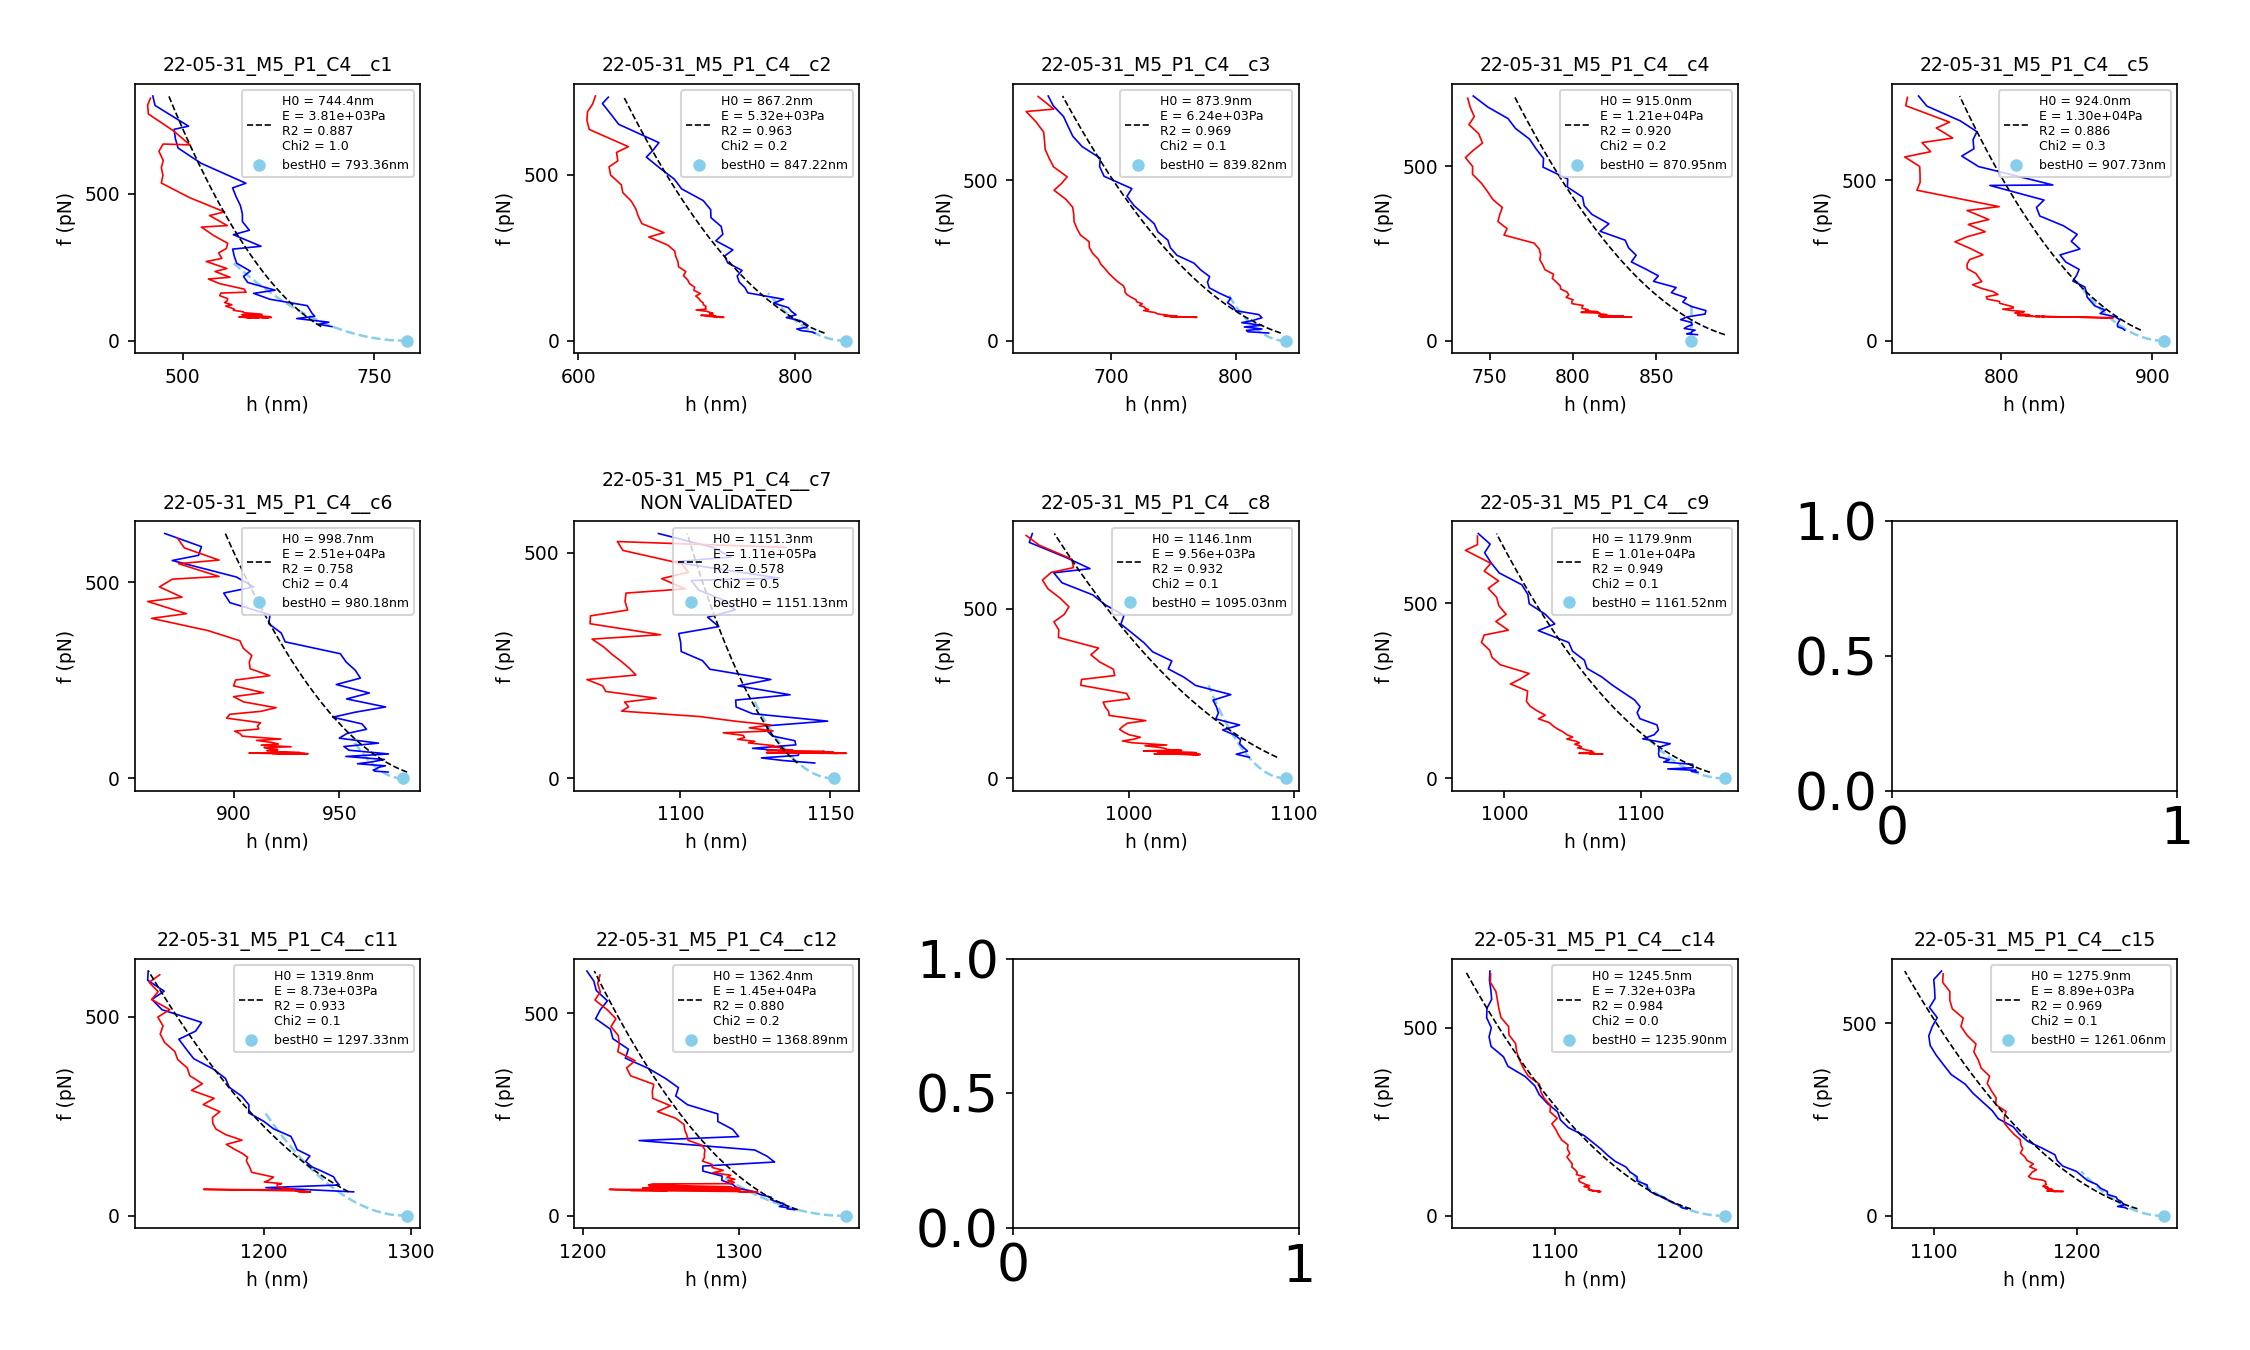 22-05-31_M5_P1_C4__c1
H0 = 744.4nm
E = 3.81e+03Pa
R2 = 0.887
Chi2 = 1.0
bestH0 = 793.36nm
500
0
f (pN)
500 750
h (nm)
22-05-31_M5_P1_C4__c2
H0 = 867.2nm
E = 5.32e+03Pa
R2 = 0.963
Chi2 = 0.2
bestH0 = 847.22nm
500
0
f (pN)
600 800
h (nm)
22-05-31_M5_P1_C4__c3
H0 = 873.9nm
E = 6.24e+03Pa
R2 = 0.969
Chi2 = 0.1
bestH0 = 839.82nm
500
0
f (pN)
700 800
h (nm)
22-05-31_M5_P1_C4__c4
H0 = 915.0nm
E = 1.21e+04Pa
R2 = 0.920
Chi2 = 0.2
bestH0 = 870.95nm
500
0
f (pN)
750 800 850
h (nm)
22-05-31_M5_P1_C4__c5
H0 = 924.0nm
E = 1.30e+04Pa
R2 = 0.886
Chi2 = 0.3
bestH0 = 907.73nm
500
0
f (pN)
800 900
h (nm)
22-05-31_M5_P1_C4__c6
H0 = 998.7nm
E = 2.51e+04Pa
R2 = 0.758
Chi2 = 0.4
bestH0 = 980.18nm
500
0
f (pN)
900 950
h (nm)
22-05-31_M5_P1_C4__c7
NON VALIDATED
H0 = 1151.3nm
E = 1.11e+05Pa
R2 = 0.578
Chi2 = 0.5
bestH0 = 1151.13nm
500
0
f (pN)
1100 1150
h (nm)
22-05-31_M5_P1_C4__c8
H0 = 1146.1nm
E = 9.56e+03Pa
R2 = 0.932
Chi2 = 0.1
bestH0 = 1095.03nm
500
0
f (pN)
1000 1100
h (nm)
22-05-31_M5_P1_C4__c9
H0 = 1179.9nm
E = 1.01e+04Pa
R2 = 0.949
Chi2 = 0.1
bestH0 = 1161.52nm
500
0
f (pN)
1000 1100
h (nm)
1.0
0.5
0.0
0 1
22-05-31_M5_P1_C4__c11
H0 = 1319.8nm
E = 8.73e+03Pa
R2 = 0.933
Chi2 = 0.1
bestH0 = 1297.33nm
500
0
f (pN)
1200 1300
h (nm)
22-05-31_M5_P1_C4__c12
H0 = 1362.4nm
E = 1.45e+04Pa
R2 = 0.880
Chi2 = 0.2
bestH0 = 1368.89nm
500
0
f (pN)
1200 1300
h (nm)
1.0
0.5
0.0
0 1
22-05-31_M5_P1_C4__c14
H0 = 1245.5nm
E = 7.32e+03Pa
R2 = 0.984
Chi2 = 0.0
bestH0 = 1235.90nm
500
0
f (pN)
1100 1200
h (nm)
22-05-31_M5_P1_C4__c15
H0 = 1275.9nm
E = 8.89e+03Pa
R2 = 0.969
Chi2 = 0.1
bestH0 = 1261.06nm
500
0
f (pN)
1100 1200
h (nm)